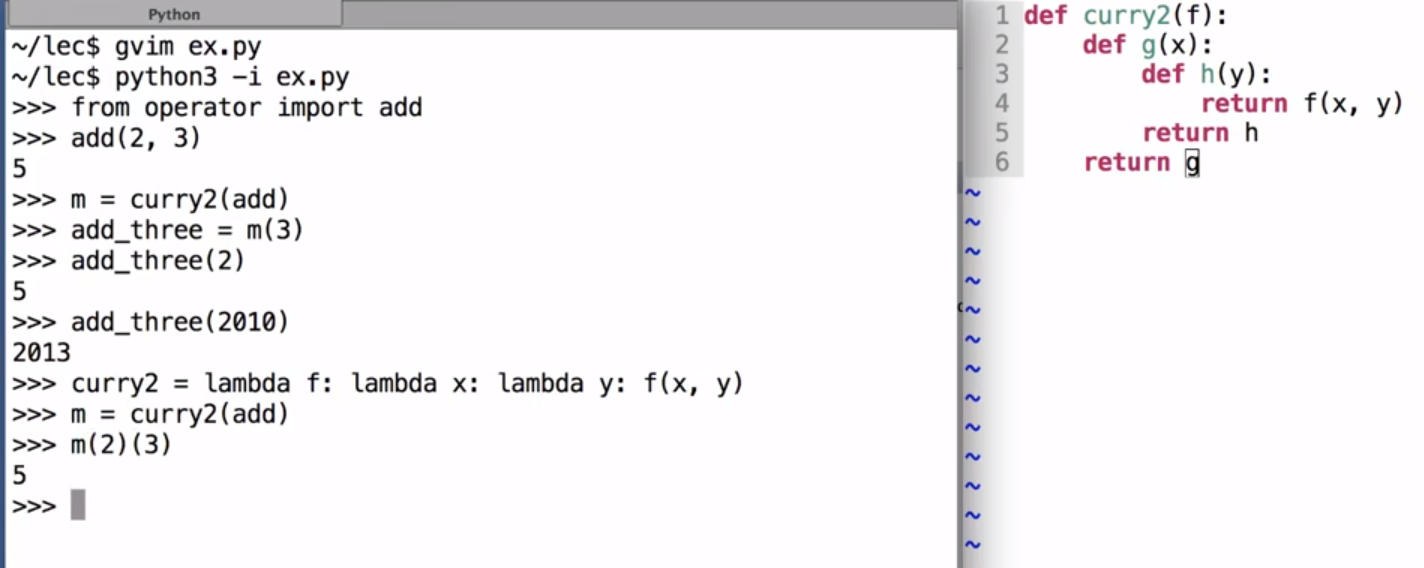 Python
~/lec$ gvim ex.py
~/lec$ python3 -i ex.py
>>> from operator import add
>>> add(2, 3)
5
>>> m = curry2(add)
>>> add_three = m(3)
>>> add_three(2)
5
>>> add_three(2010)
2013
>>> curry2 = lambda f: lambda x: lambda y: f(x, y)
>>> m = curry2(add)
>>> m(2)(3)
5
>>>
1 def curry2(f):
2     def g(x):
3         def h(y):
4             return f(x, y)
5         return h
6     return g
~
~
~
~
~
~
~
~
~
~
~
~
~